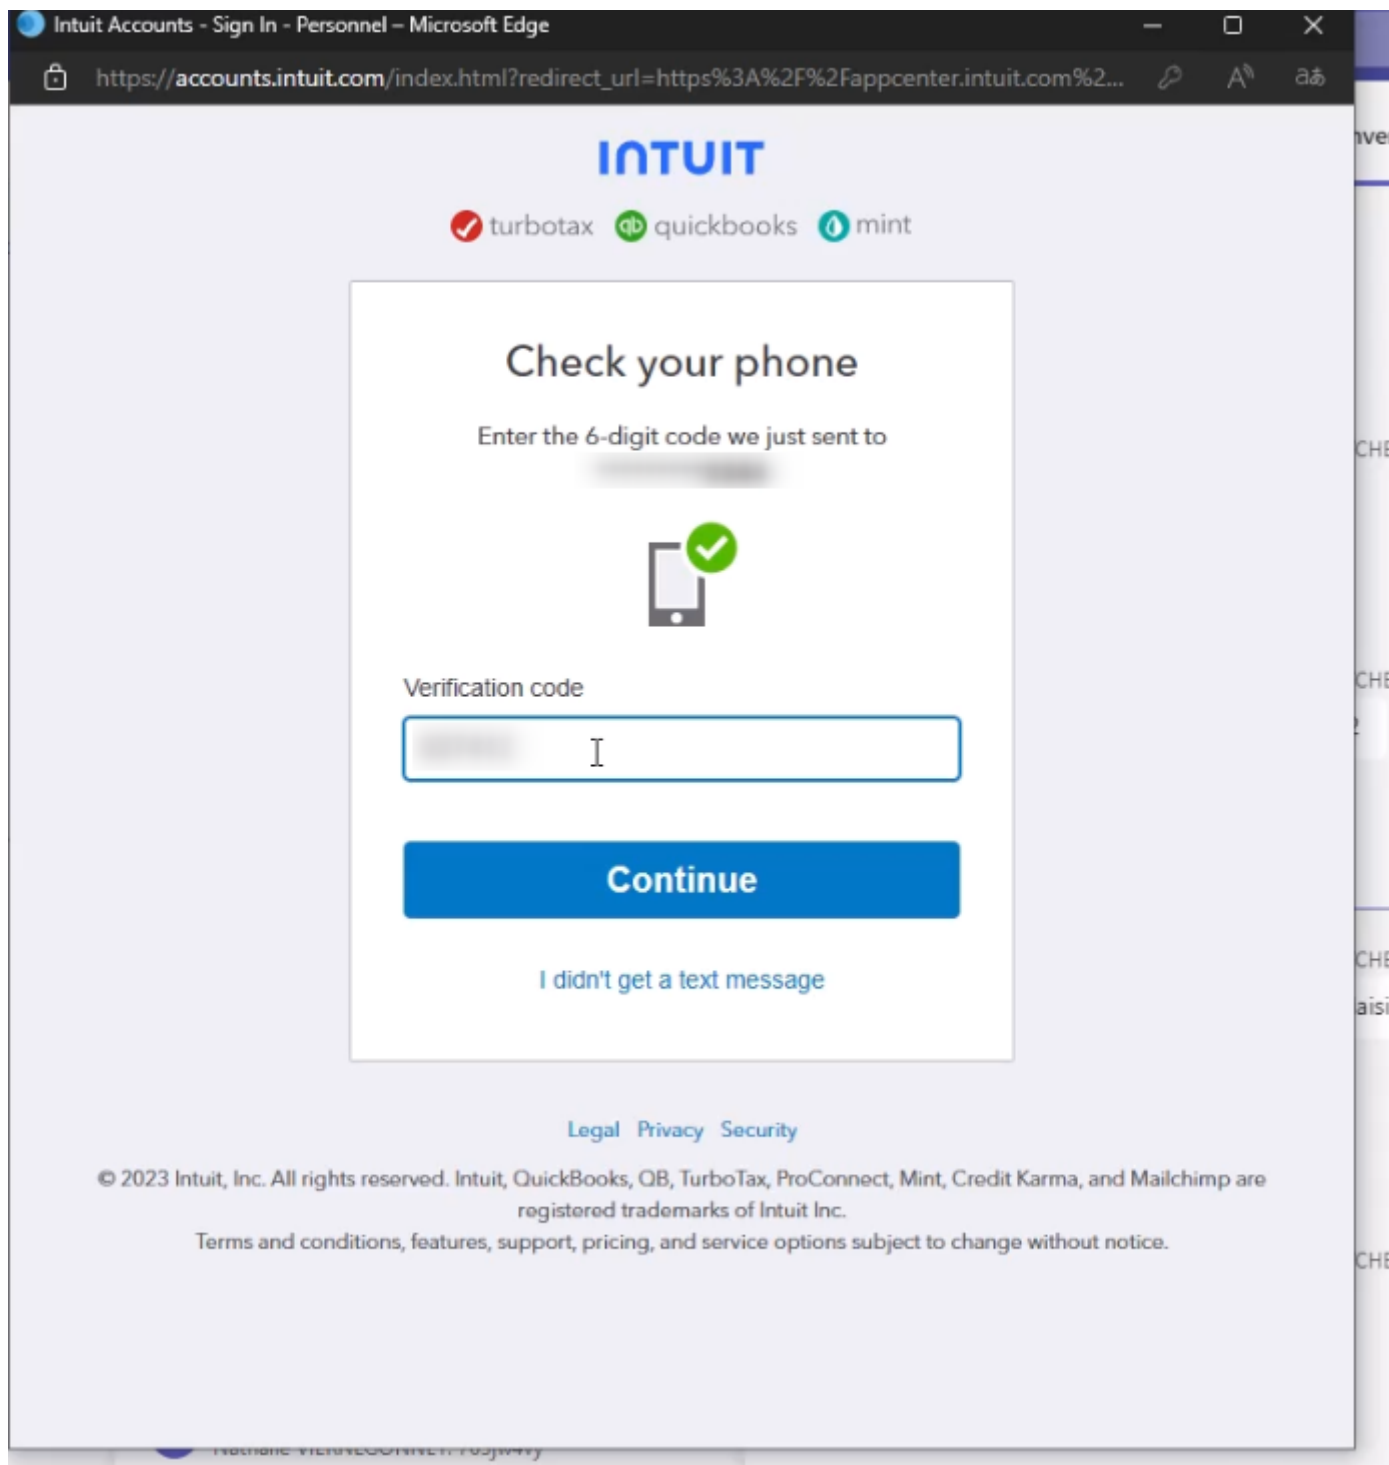 Intuit Accounts - Sign In - Personnel – Microsoft Edge
https://accounts.intuit.com/index.html?redirect_url=https%3A%2F%2Fappcenter.intuit.com%2...
INTUIT
turbotax quickbooks mint
Check your phone
Enter the 6-digit code we just sent to
Verification code
Continue
I didn't get a text message
Legal Privacy Security
© 2023 Intuit, Inc. All rights reserved. Intuit, QuickBooks, QB, TurboTax, ProConnect, Mint, Credit Karma, and Mailchimp are
registered trademarks of Intuit Inc.
Terms and conditions, features, support, pricing, and service options subject to change without notice.